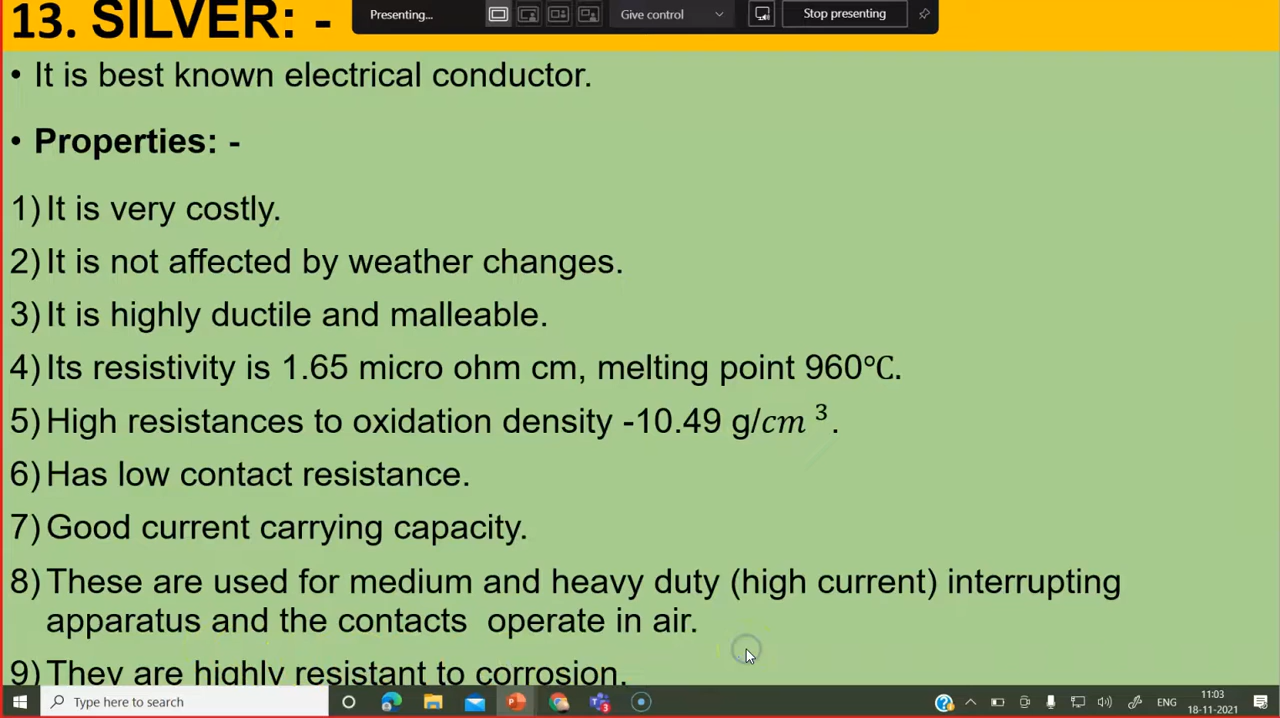 13. SILVER: -
Presenting...
Give control
Stop presenting
• It is best known electrical conductor.
• Properties: -
1) It is very costly.
2) It is not affected by weather changes.
3) It is highly ductile and malleable.
4) Its resistivity is 1.65 micro ohm cm, melting point 960°C.
5) High resistances to oxidation density -10.49 g/cm ³.
6) Has low contact resistance.
7) Good current carrying capacity.
8) These are used for medium and heavy duty (high current) interrupting
apparatus and the contacts operate in air.
9) They are highly resistant to corrosion.
Type here to search
3
ENG
11:03
18-11-2021